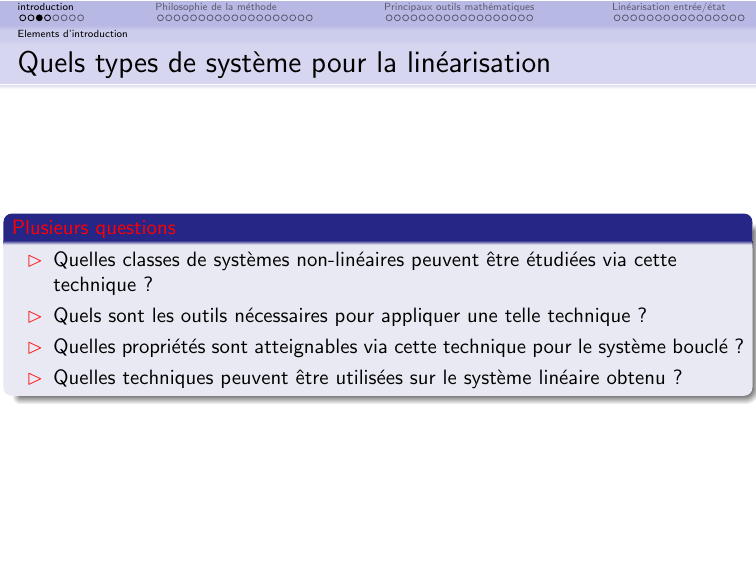 introduction
Philosophie de la méthode
Principaux outils mathématiques
Linéarisation entrée/état
Elements d'introduction
Quels types de système pour la linéarisation
Plusieurs questions
Quelles classes de systèmes non-linéaires peuvent être étudiées via cette
technique ?
Quels sont les outils nécessaires pour appliquer une telle technique ?
Quelles propriétés sont atteignables via cette technique pour le système bouclé ?
Quelles techniques peuvent être utilisées sur le système linéaire obtenu ?